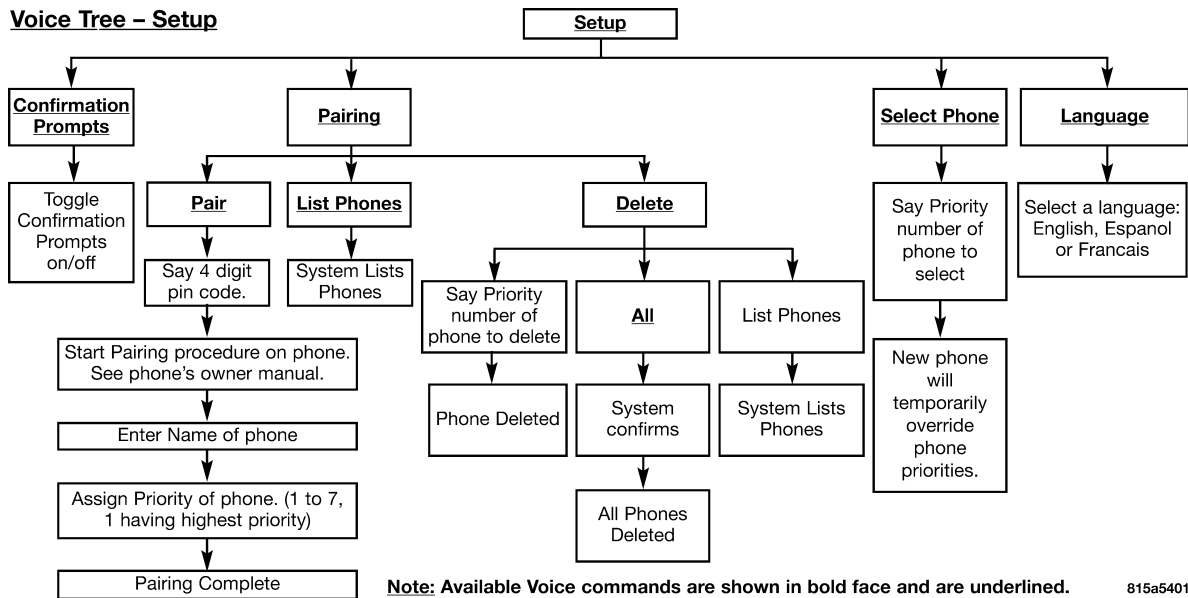 Voice Tree – Setup
Setup
Confirmation
Prompts
Pairing
Select Phone
Language
Toggle
Confirmation
Prompts
on/off
Pair
List Phones
Delete
Say Priority
number of
phone to
select
Select a language:
English, Espanol
or Francais
Say 4 digit
pin code.
System Lists
Phones
Say Priority
number of
phone to delete
All
List Phones
Start Pairing procedure on phone.
See phone's owner manual.
New phone
will
temporarily
override
phone
priorities.
Phone Deleted
System
confirms
System Lists
Phones
Enter Name of phone
Assign Priority of phone. (1 to 7,
1 having highest priority)
All Phones
Deleted
Pairing Complete
Note: Available Voice commands are shown in bold face and are underlined.
815a5401